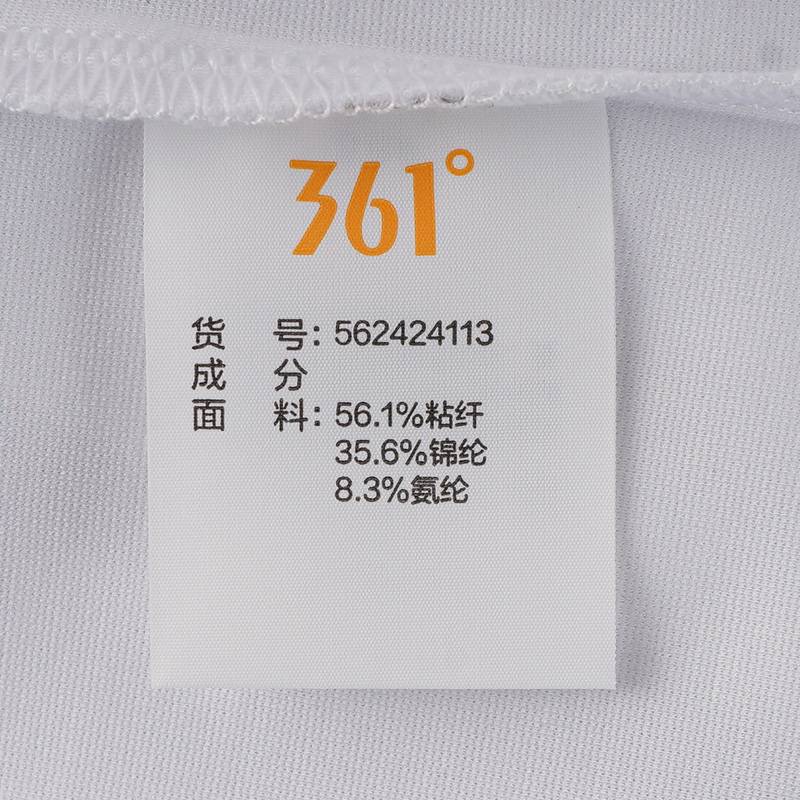 361°
货 号：562424113
成 分
面 料：56.1%粘纤
35.6%锦纶
8.3%氨纶